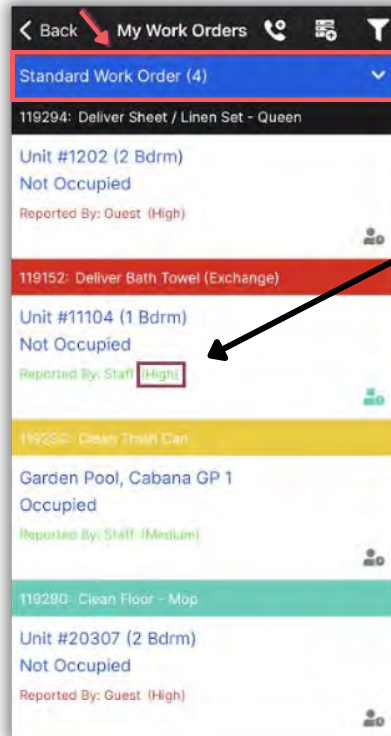 Back My Work Orders
Standard Work Order (4)
119294: Deliver Sheet / Linen Set - Queen
Unit #1202 (2 Bdrm)
Not Occupied
Reported By: Guest (High)
119152: Deliver Bath Towel (Exchange)
Unit #11104 (1 Bdrm)
Not Occupied
Reported By: Staff (High)
Clean Trash Can
Garden Pool, Cabana GP 1
Occupied
Reported By: Staff (Medium)
119290: Clean Floor - Mop
Unit #20307 (2 Bdrm)
Not Occupied
Reported By: Guest (High)